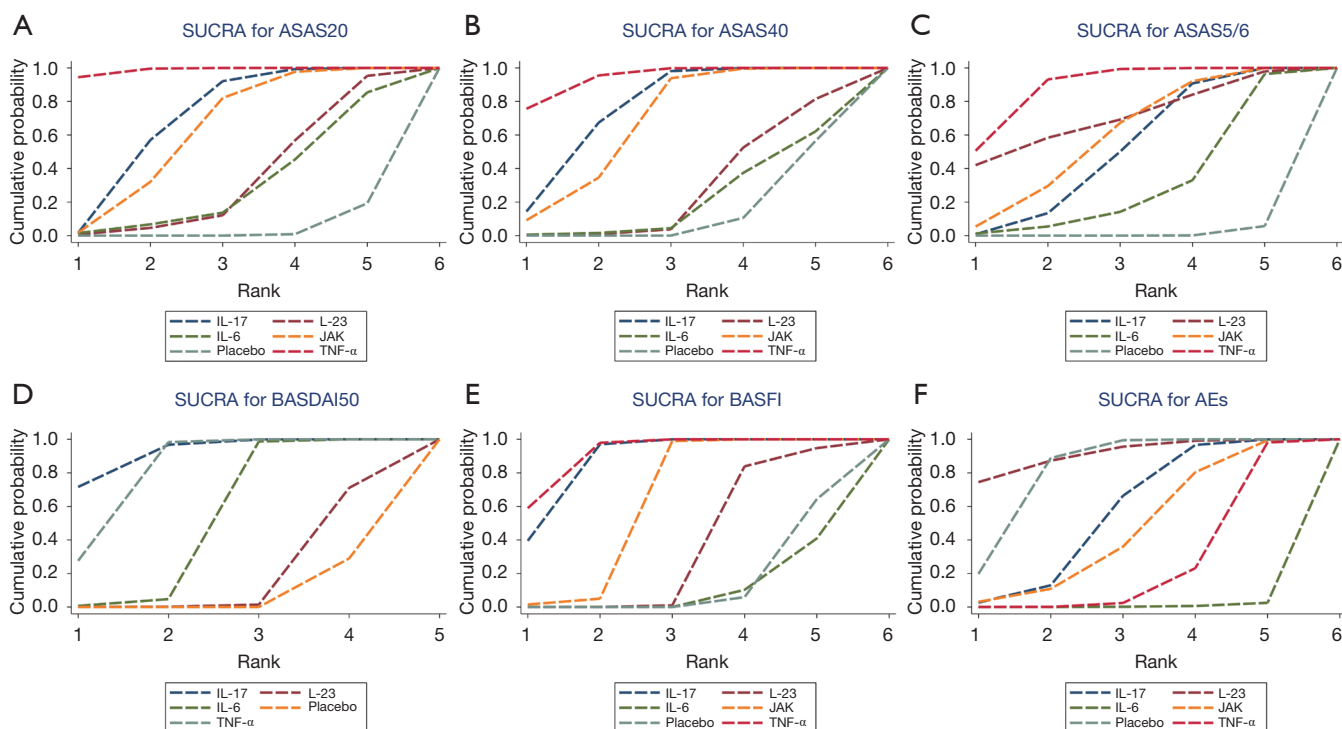 A
SUCRA for ASAS20
Cumulative probability
1.0
0.8
0.6
0.4
0.2
0.0
1 2 3 4 5 6
Rank
IL-17 L-23
IL-6 JAK
Placebo TNF-α
B
SUCRA for ASAS40
Cumulative probability
1.0
0.8
0.6
0.4
0.2
0.0
1 2 3 4 5 6
Rank
IL-17 L-23
IL-6 JAK
Placebo TNF-α
C
SUCRA for ASAS5/6
Cumulative probability
1.0
0.8
0.6
0.4
0.2
0.0
1 2 3 4 5 6
Rank
IL-17 L-23
IL-6 JAK
Placebo TNF-α
D
SUCRA for BASDAI50
Cumulative probability
1.0
0.8
0.6
0.4
0.2
0.0
1 2 3 4 5
Rank
IL-17 L-23
IL-6 Placebo
TNF-α
E
SUCRA for BASFI
Cumulative probability
1.0
0.8
0.6
0.4
0.2
0.0
1 2 3 4 5 6
Rank
IL-17 L-23
IL-6 JAK
Placebo TNF-α
F
SUCRA for AEs
Cumulative probability
1.0
0.8
0.6
0.4
0.2
0.0
1 2 3 4 5 6
Rank
IL-17 L-23
IL-6 JAK
Placebo TNF-α